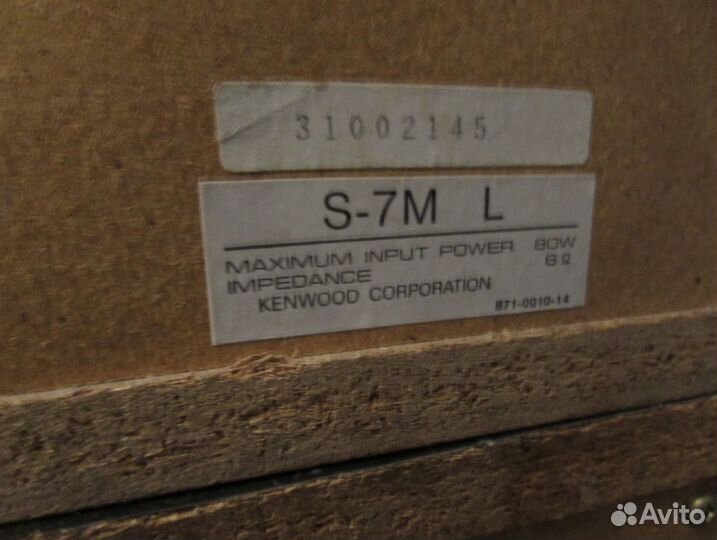 31002145
S-7M L
MAXIMUM INPUT POWER 80W
IMPEDANCE 6Ω
KENWOOD CORPORATION
B71-0010-14
Avito